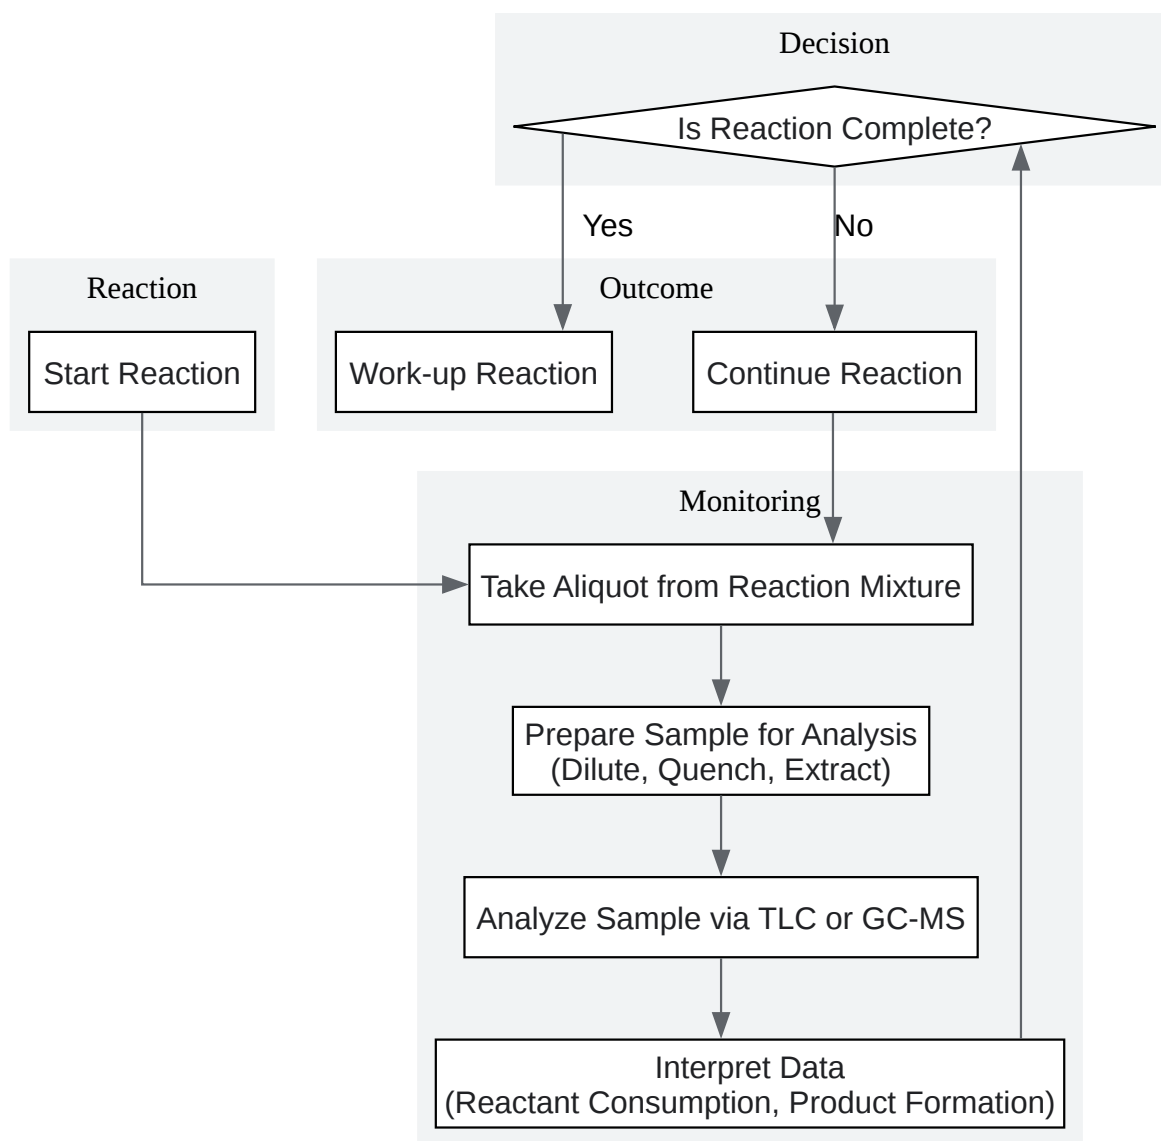 Decision
Is Reaction Complete?
Yes
No
Reaction
Outcome
Start Reaction
Work-up Reaction
Continue Reaction
Monitoring
Take Aliquot from Reaction Mixture
Prepare Sample for Analysis
(Dilute, Quench, Extract)
Analyze Sample via TLC or GC-MS
Interpret Data
(Reactant Consumption, Product Formation)